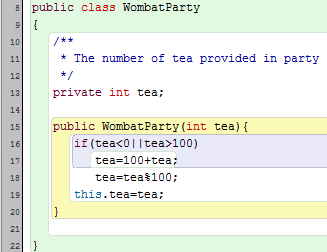 8 public class WombatParty
9 {
10 /**
11 * The number of tea provided in party
12 */
13 private int tea;
14
15 public WombatParty(int tea){
16 if(tea<0||tea>100)
17 tea=100+tea;
18 tea=tea%100;
19 this.tea=tea;
20 }
21
22 }